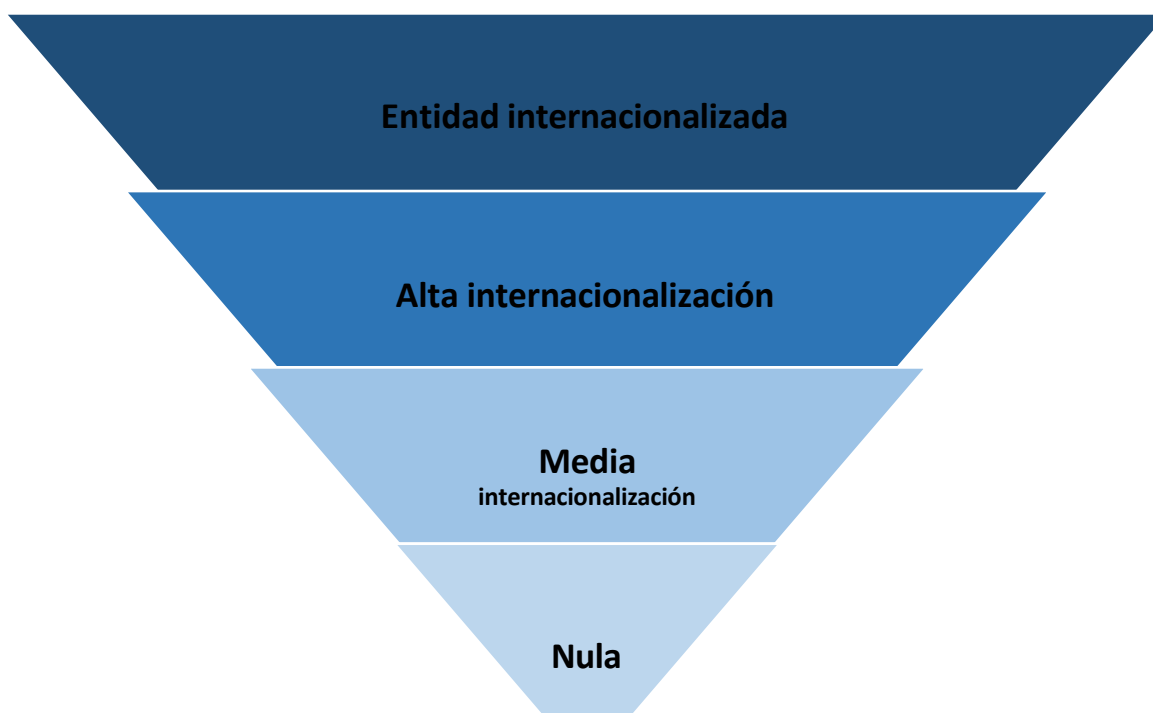 Entidad internacionalizada
Alta internacionalización
Media
internacionalización
Nula